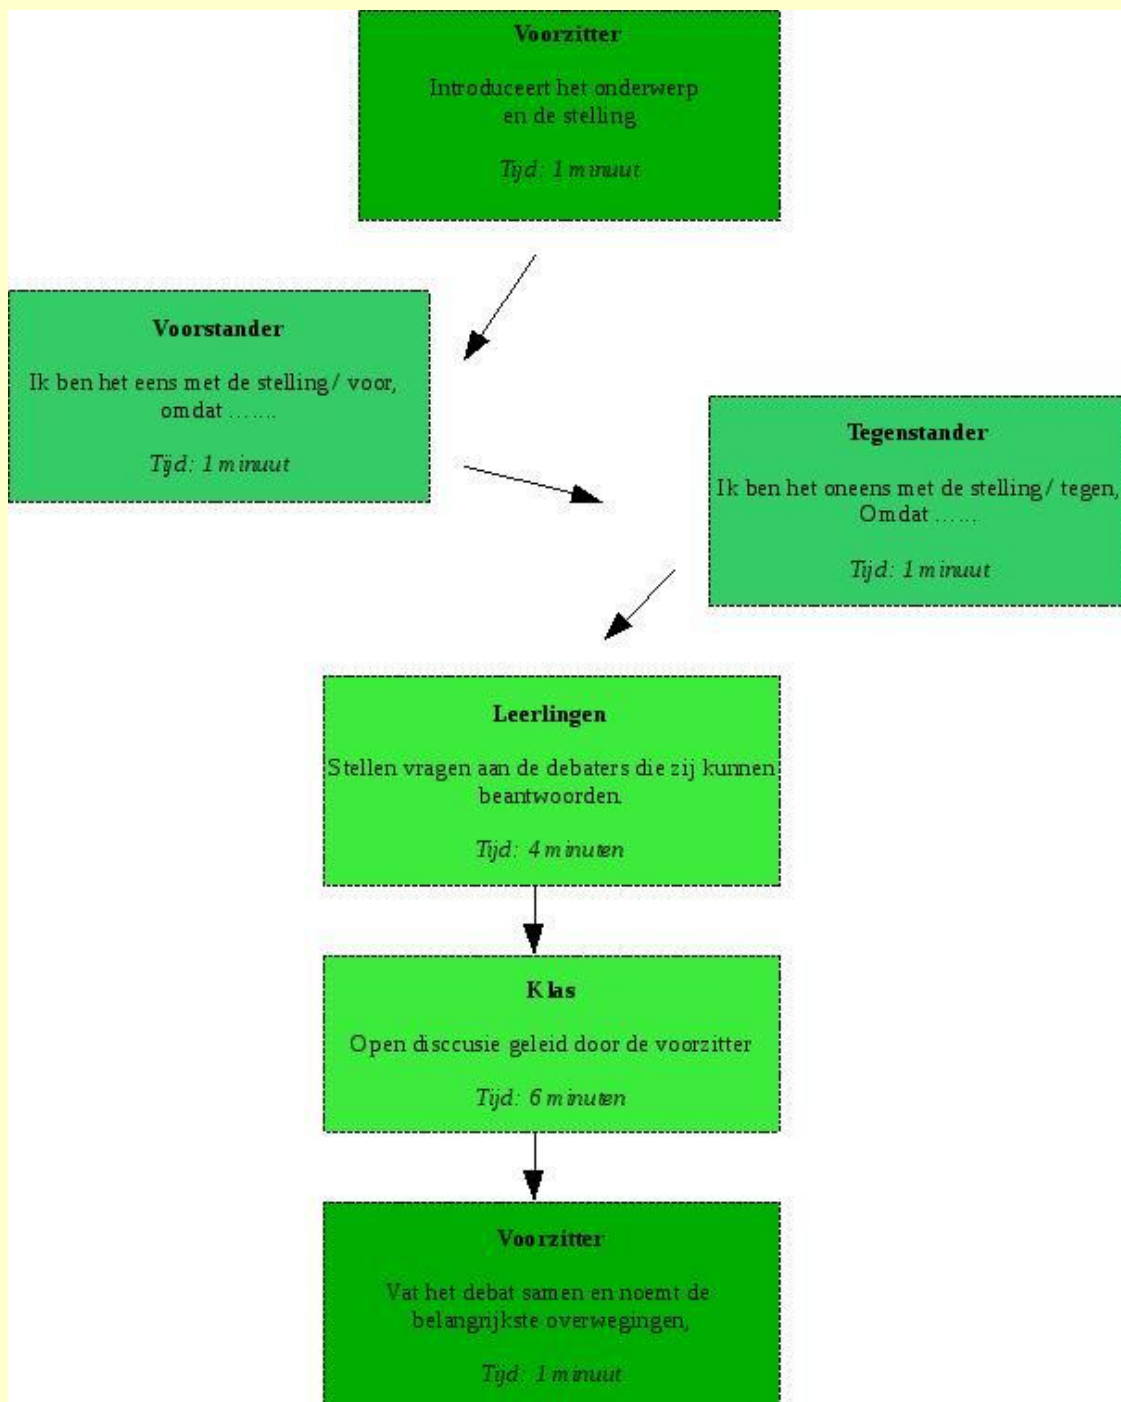 Voorzitter
Introduceert het onderwerp
en de stelling
Tijd: 1 minuut
Voorstander
Ik ben het eens met de stelling/ voor,
omdat .......
Tijd: 1 minuut
Tegenstander
Ik ben het oneens met de stelling/ tegen,
Omdat ......
Tijd: 1 minuut
Leerlingen
Stellen vragen aan de debaters die zij kunnen
beantwoorden.
Tijd: 4 minuten
Klas
Open disccusie geleid door de voorzitter
Tijd: 6 minuten
Voorzitter
Vat het debat samen en noemt de
belangrijkste overwegingen,
Tijd: 1 minuut